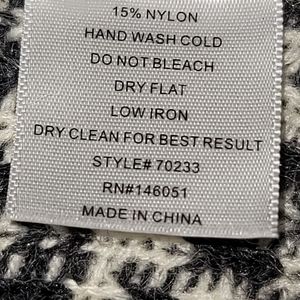 15% NYLON
HAND WASH COLD
DO NOT BLEACH
DRY FLAT
LOW IRON
DRY CLEAN FOR BEST RESULT
STYLE# 70233
RN#146051
MADE IN CHINA